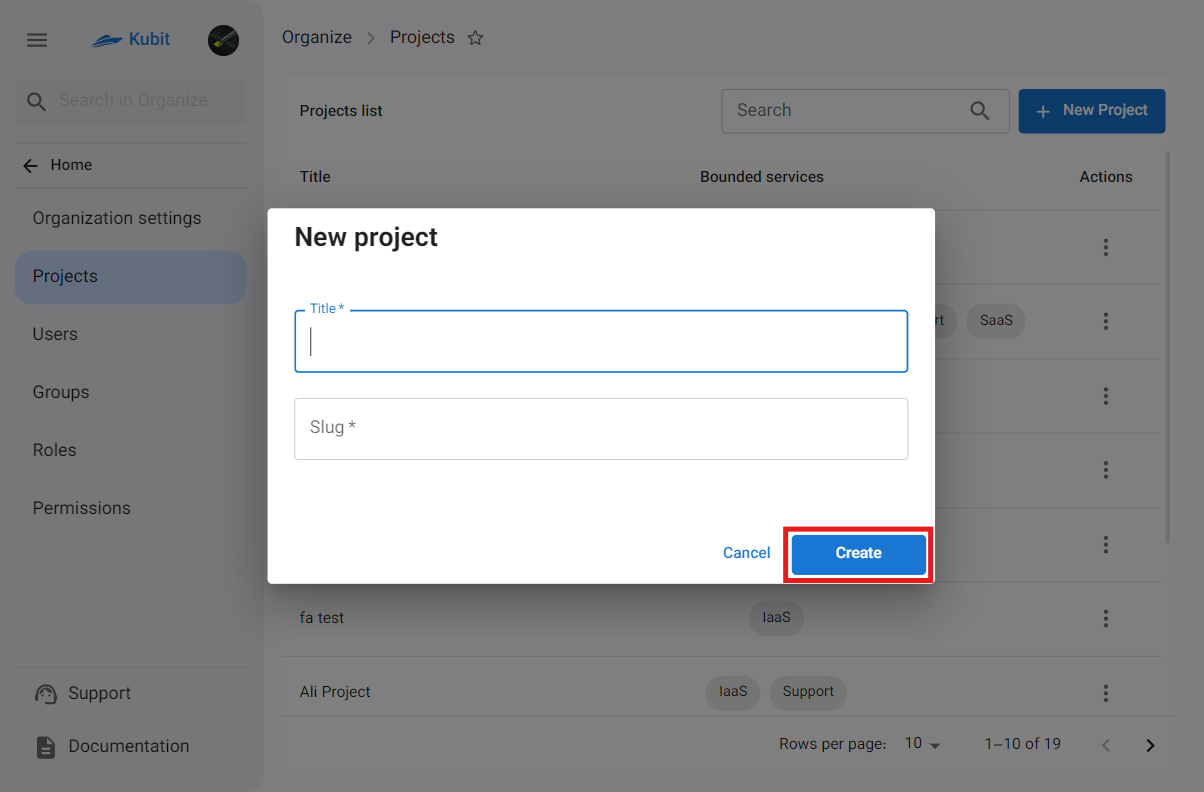 Kubit
Organize > Projects
Search in Organize
Home
Organization settings
Projects
Users
Groups
Roles
Permissions
Support
Documentation
Projects list
Search
+ New Project
Title Bounded services Actions
SaaS
New project
Title *
Slug *
Cancel
Create
fa test IaaS
Ali Project IaaS Support
Rows per page: 10 1–10 of 19